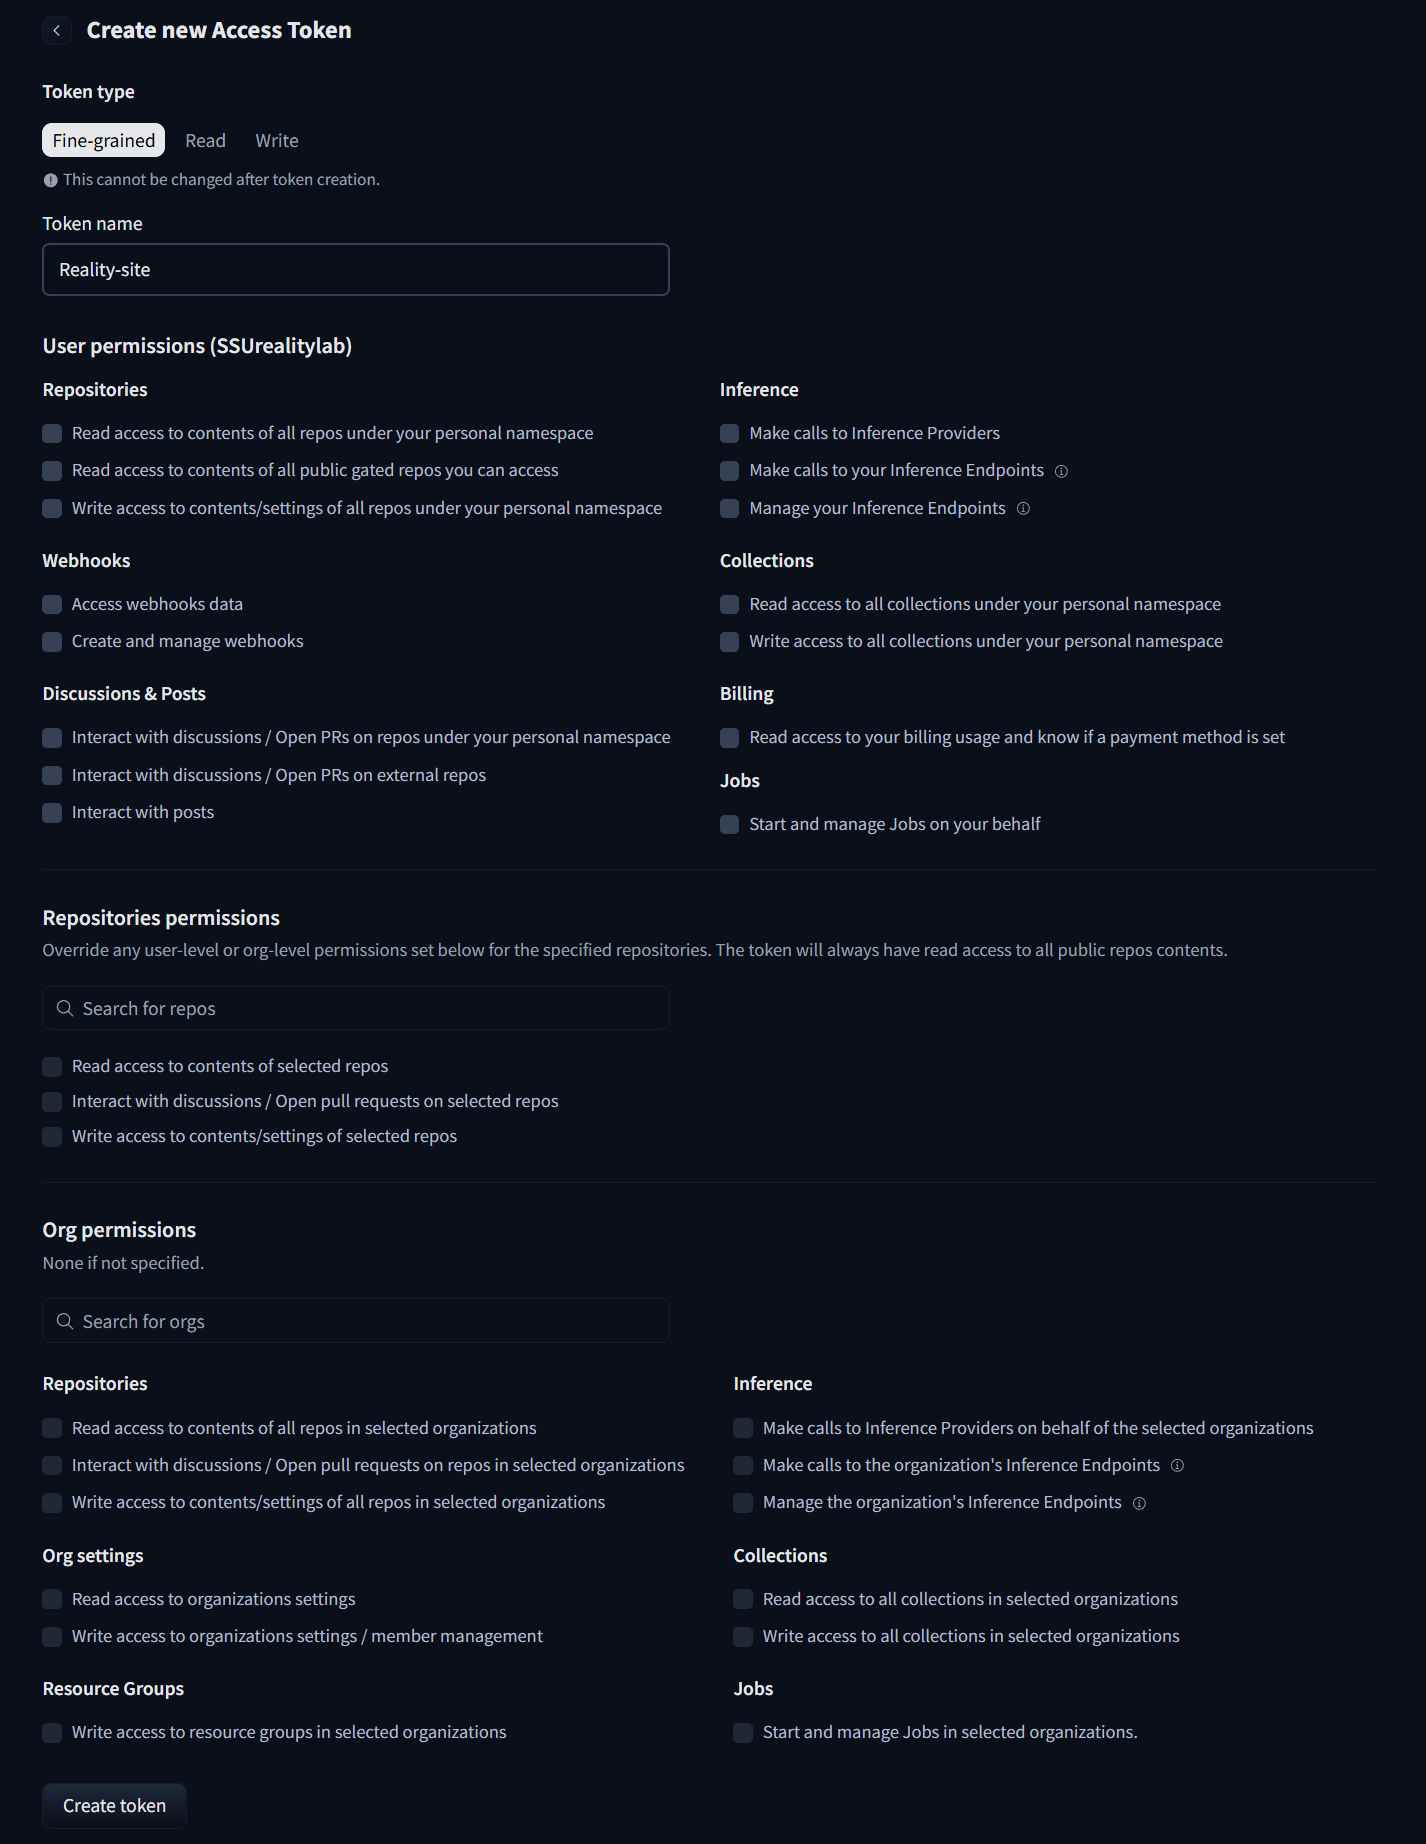 Create new Access Token
Token type
Fine-grained
Read
Write
This cannot be changed after token creation.
Token name
Reality-site
User permissions (SSUrealitylab)
Repositories
Read access to contents of all repos under your personal namespace
Read access to contents of all public gated repos you can access
Write access to contents/settings of all repos under your personal namespace
Inference
Make calls to Inference Providers
Make calls to your Inference Endpoints
Manage your Inference Endpoints
Webhooks
Access webhooks data
Create and manage webhooks
Collections
Read access to all collections under your personal namespace
Write access to all collections under your personal namespace
Discussions & Posts
Interact with discussions / Open PRs on repos under your personal namespace
Interact with discussions / Open PRs on external repos
Interact with posts
Billing
Read access to your billing usage and know if a payment method is set
Jobs
Start and manage Jobs on your behalf
Repositories permissions
Override any user-level or org-level permissions set below for the specified repositories. The token will always have read access to all public repos contents.
Search for repos
Read access to contents of selected repos
Interact with discussions / Open pull requests on selected repos
Write access to contents/settings of selected repos
Org permissions
None if not specified.
Search for orgs
Repositories
Read access to contents of all repos in selected organizations
Interact with discussions / Open pull requests on repos in selected organizations
Write access to contents/settings of all repos in selected organizations
Inference
Make calls to Inference Providers on behalf of the selected organizations
Make calls to the organization's Inference Endpoints
Manage the organization's Inference Endpoints
Org settings
Read access to organizations settings
Write access to organizations settings / member management
Collections
Read access to all collections in selected organizations
Write access to all collections in selected organizations
Resource Groups
Write access to resource groups in selected organizations
Jobs
Start and manage Jobs in selected organizations.
Create token